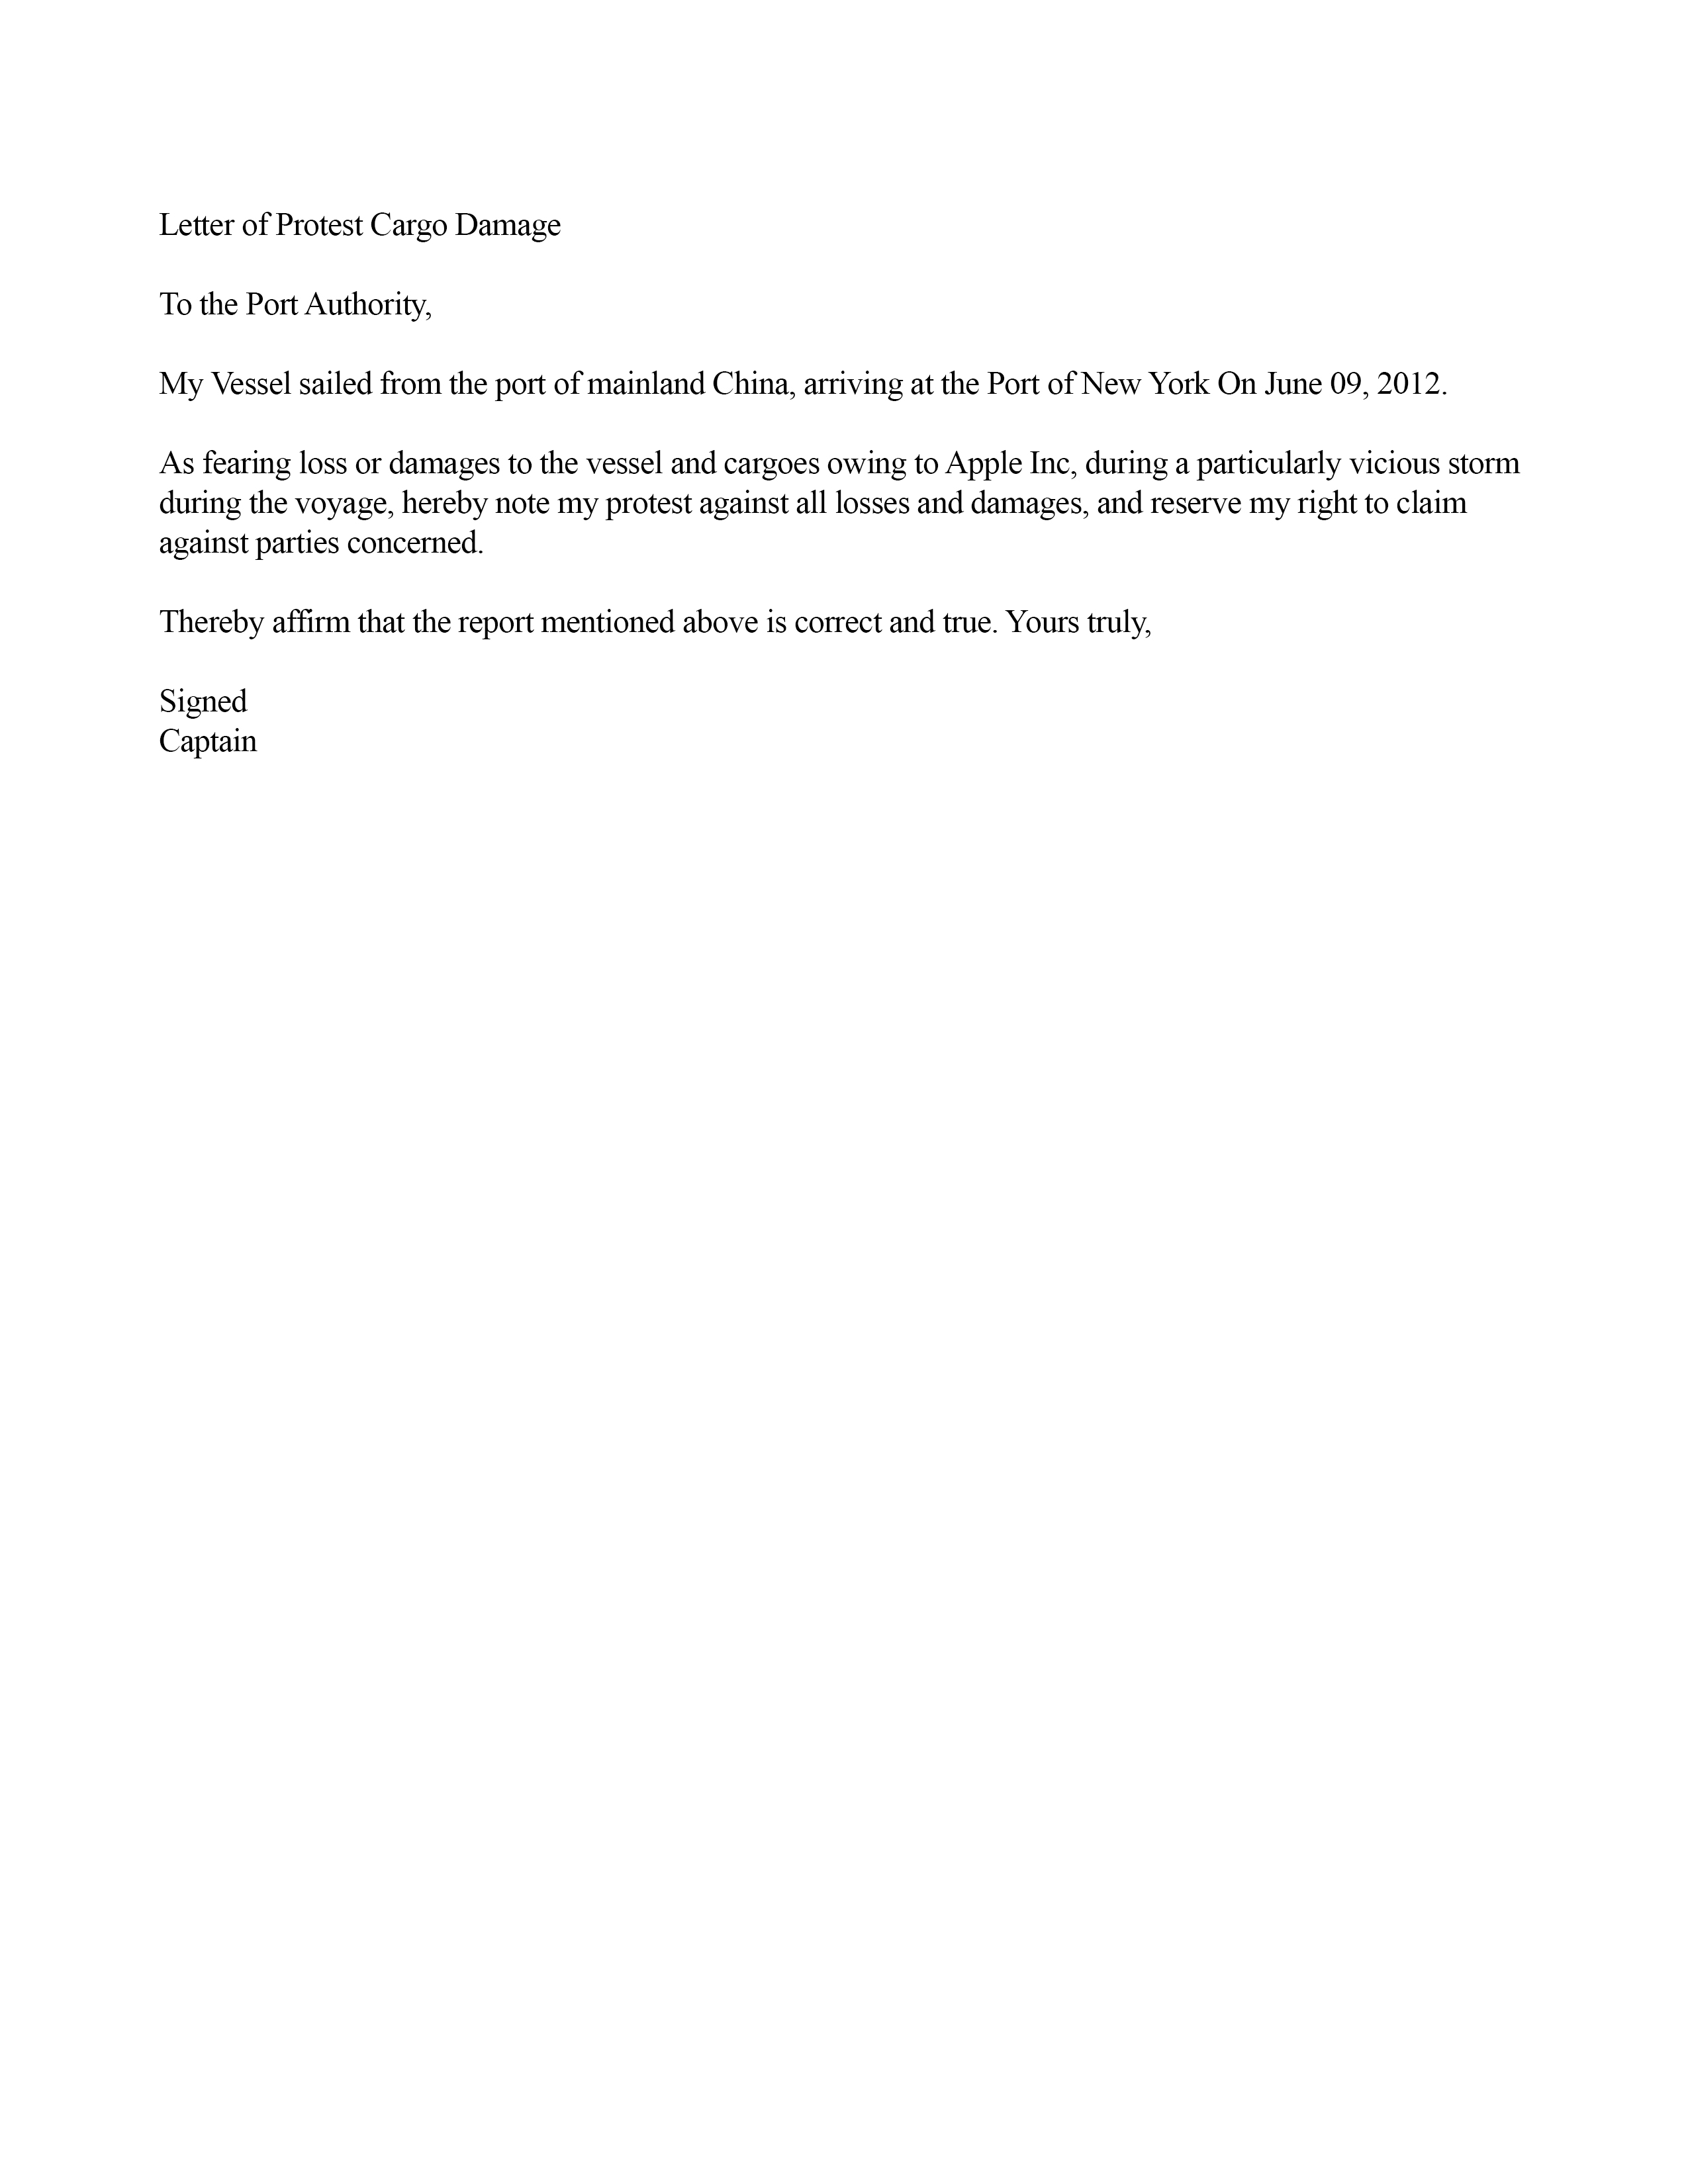 Letter of Protest Cargo Damage
To the Port Authority,
My Vessel sailed from the port of mainland China, arriving at the Port of New York On June 09, 2012.
As fearing loss or damages to the vessel and cargoes owing to Apple Inc, during a particularly vicious storm
during the voyage, hereby note my protest against all losses and damages, and reserve my right to claim
against parties concerned.
Thereby affirm that the report mentioned above is correct and true. Yours truly,
Signed
Captain